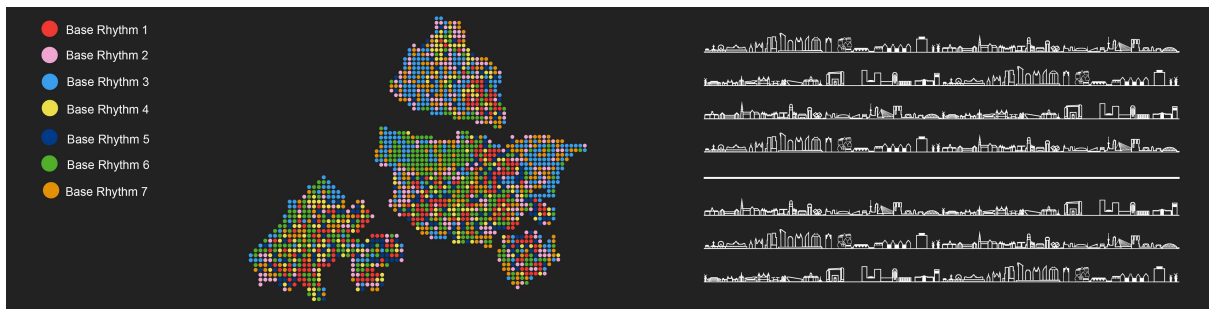 Base Rhythm 1
Base Rhythm 2
Base Rhythm 3
Base Rhythm 4
Base Rhythm 5
Base Rhythm 6
Base Rhythm 7